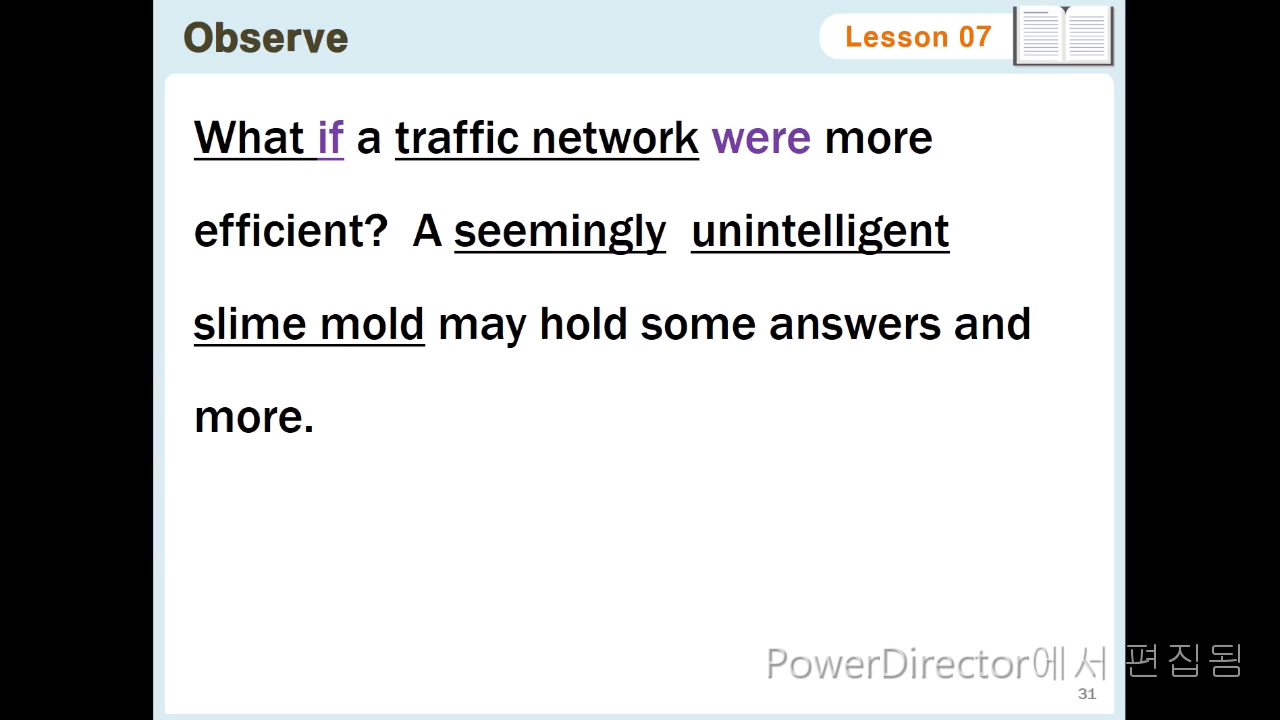 Observe
Lesson 07
What if a traffic network were more
efficient? A seemingly unintelligent
slime mold may hold some answers and
more.
PowerDirector에서 편집됨
31